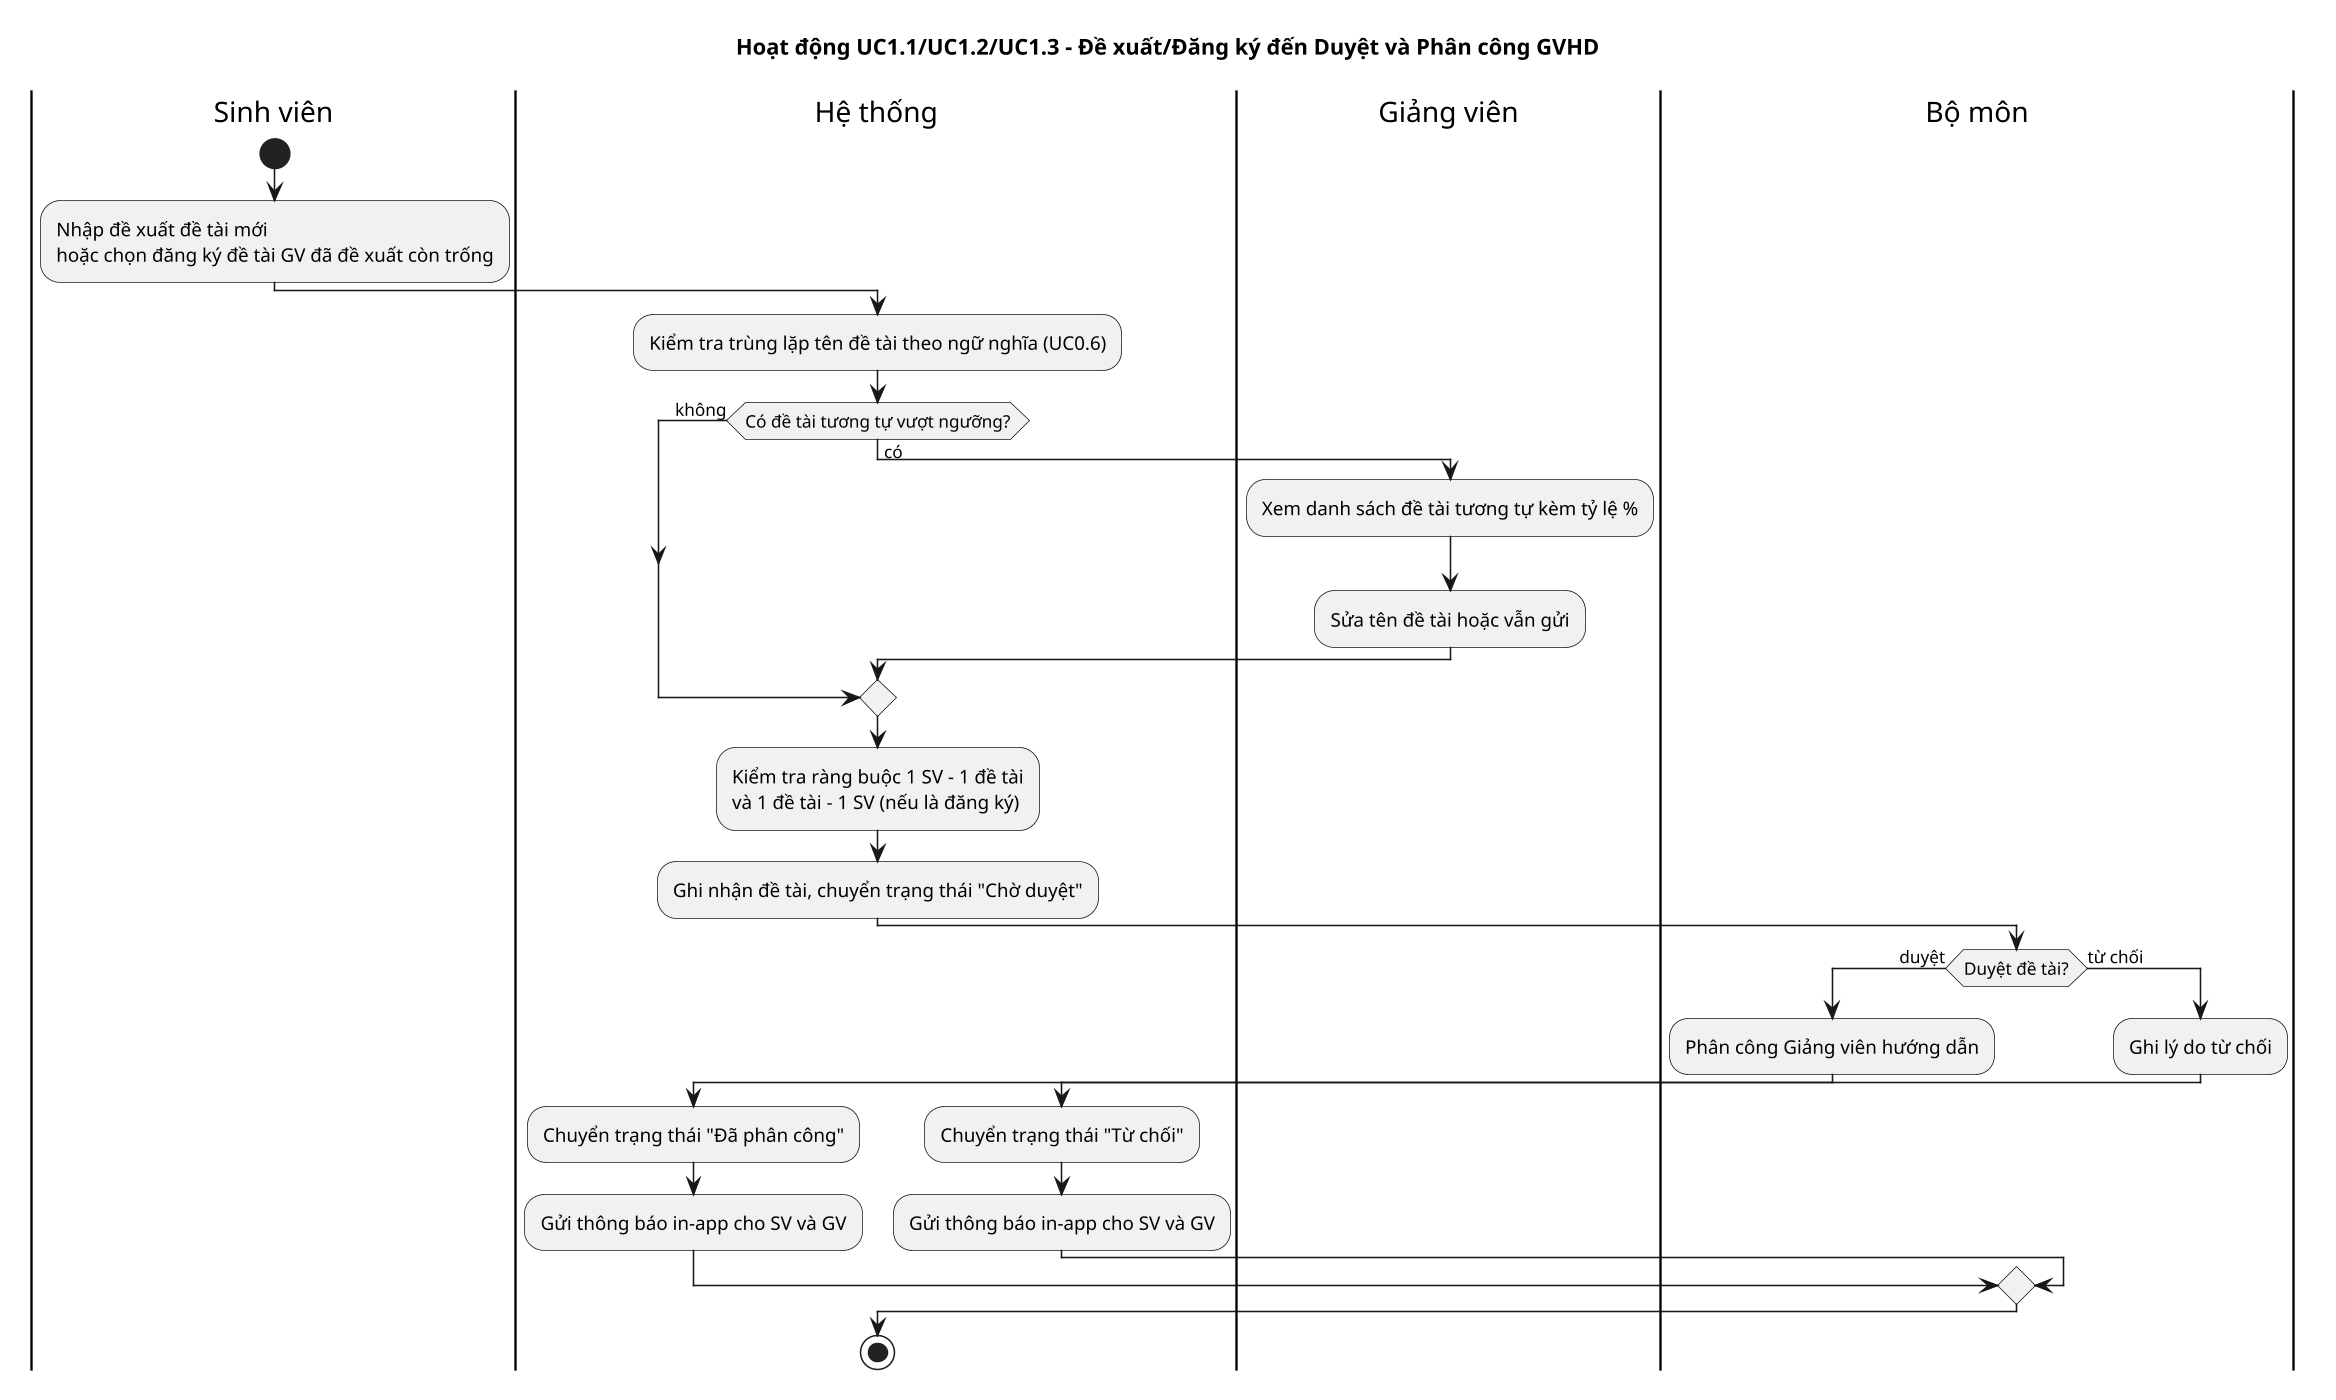 Hoạt động UC1.1/UC1.2/UC1.3 - Đề xuất/Đăng ký đến Duyệt và Phân công GVHD
Sinh viên
Hệ thống
Giảng viên
Bộ môn
Nhập đề xuất đề tài mới
hoặc chọn đăng ký đề tài GV đã đề xuất còn trống
Kiểm tra trùng lặp tên đề tài theo ngữ nghĩa (UC0.6)
không
Có đề tài tương tự vượt ngưỡng?
có
Xem danh sách đề tài tương tự kèm tỷ lệ %
Sửa tên đề tài hoặc vẫn gửi
Kiểm tra ràng buộc 1 SV - 1 đề tài
và 1 đề tài - 1 SV (nếu là đăng ký)
Ghi nhận đề tài, chuyển trạng thái "Chờ duyệt"
duyệt
Duyệt đề tài?
từ chối
Phân công Giảng viên hướng dẫn
Ghi lý do từ chối
Chuyển trạng thái "Đã phân công"
Chuyển trạng thái "Từ chối"
Gửi thông báo in-app cho SV và GV
Gửi thông báo in-app cho SV và GV